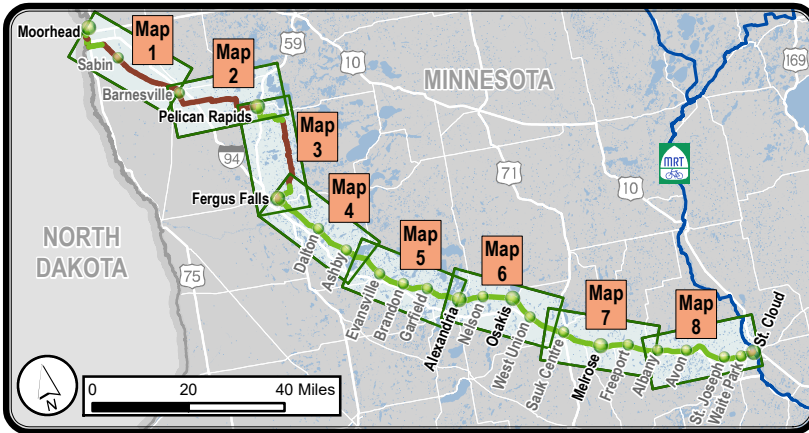 Moorhead
Map
1
Sabin
Barnesville
Map
2
59
10
Pelican Rapids
MINNESOTA
169
94
Map
3
MRT
71
10
Fergus Falls
Map
4
NORTH
DAKOTA
75
Dalton
Ashby
Map
5
Evansville
Brandon
Garfield
Map
6
Alexandria
Nelson
Osakis
West Union
Map
7
Sauk Centre
Melrose
Freeport
Map
8
Albany
Avon
St. Joseph
Waite Park
St. Cloud
N
0 20 40 Miles